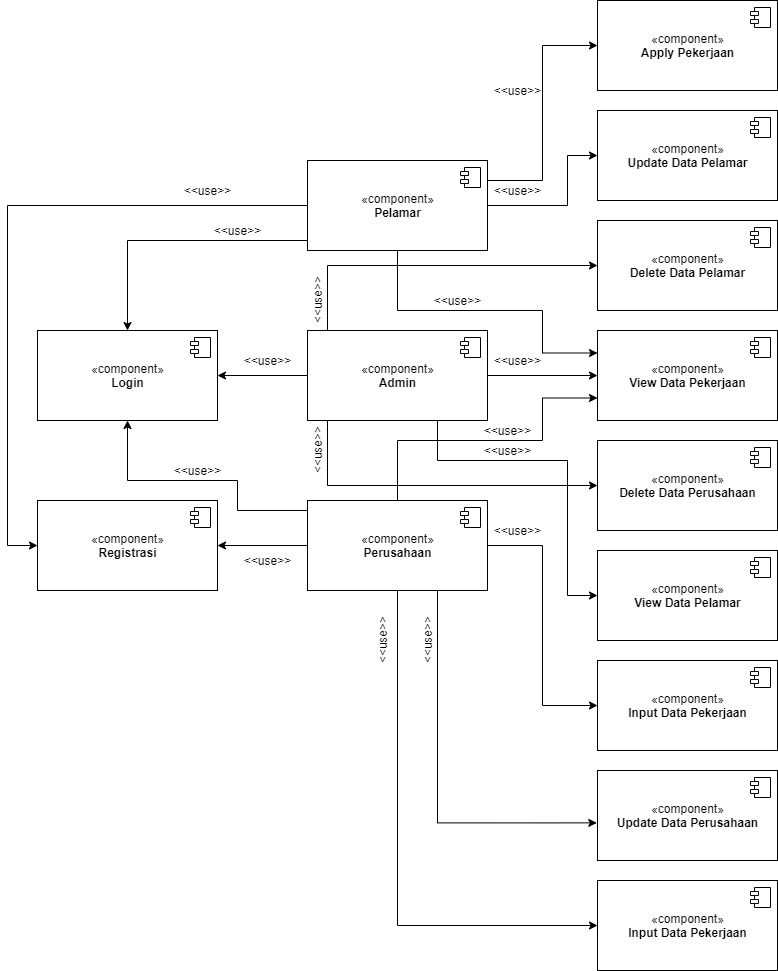 «component»
Apply Pekerjaan
<<use>>
«component»
Update Data Pelamar
<<use>>
<<use>>
«component»
Pelamar
<<use>>
«component»
Delete Data Pelamar
<<use>>
<<use>>
«component»
Login
<<use>>
«component»
Admin
<<use>>
«component»
View Data Pekerjaan
<<use>>
<<use>>
<<use>>
<<use>>
«component»
Delete Data Perusahaan
«component»
Registrasi
<<use>>
«component»
Perusahaan
<<use>>
«component»
View Data Pelamar
<<use>>
<<use>>
«component»
Input Data Pekerjaan
«component»
Update Data Perusahaan
«component»
Input Data Pekerjaan